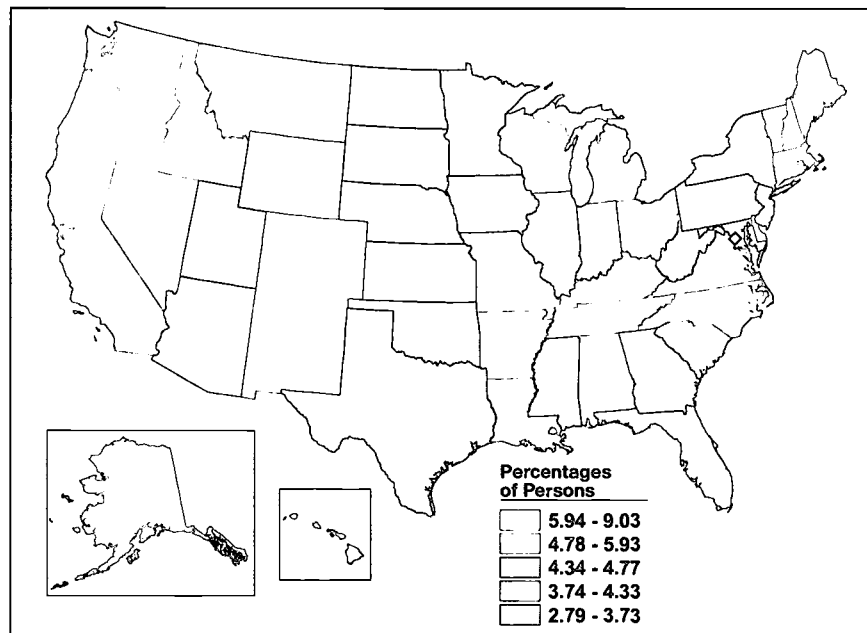 Percentages
of Persons
5.94 - 9.03
4.78 - 5.93
4.34 - 4.77
3.74 - 4.33
2.79 - 3.73